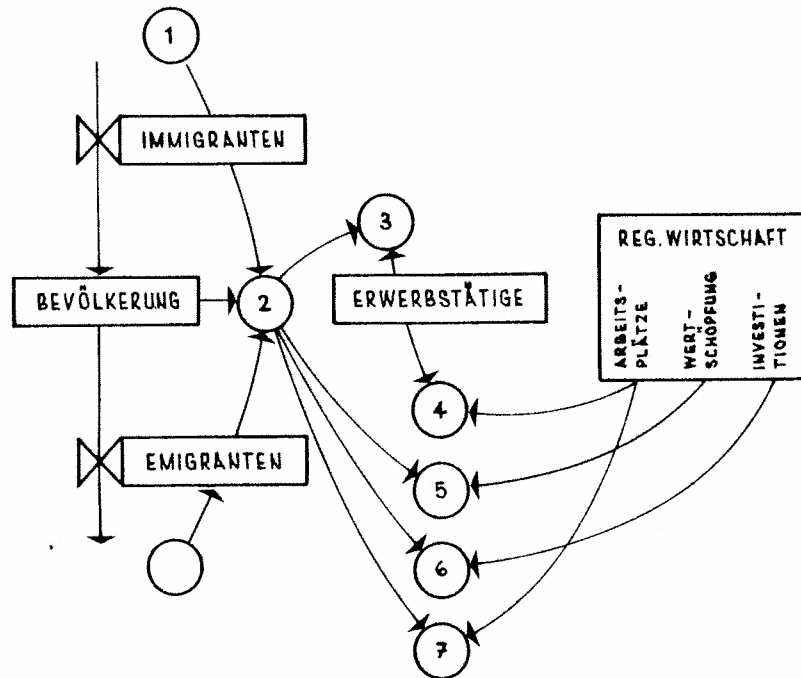 1
IMMIGRANTEN
3
REG. WIRTSCHAFT
BEVÖLKERUNG
2
ERWERBSTÄTIGE
ARBEITS-
PLÄTZE
WERT-
SCHÖPFUNG
INVESTI-
TIONEN
4
EMIGRANTEN
5
6
7